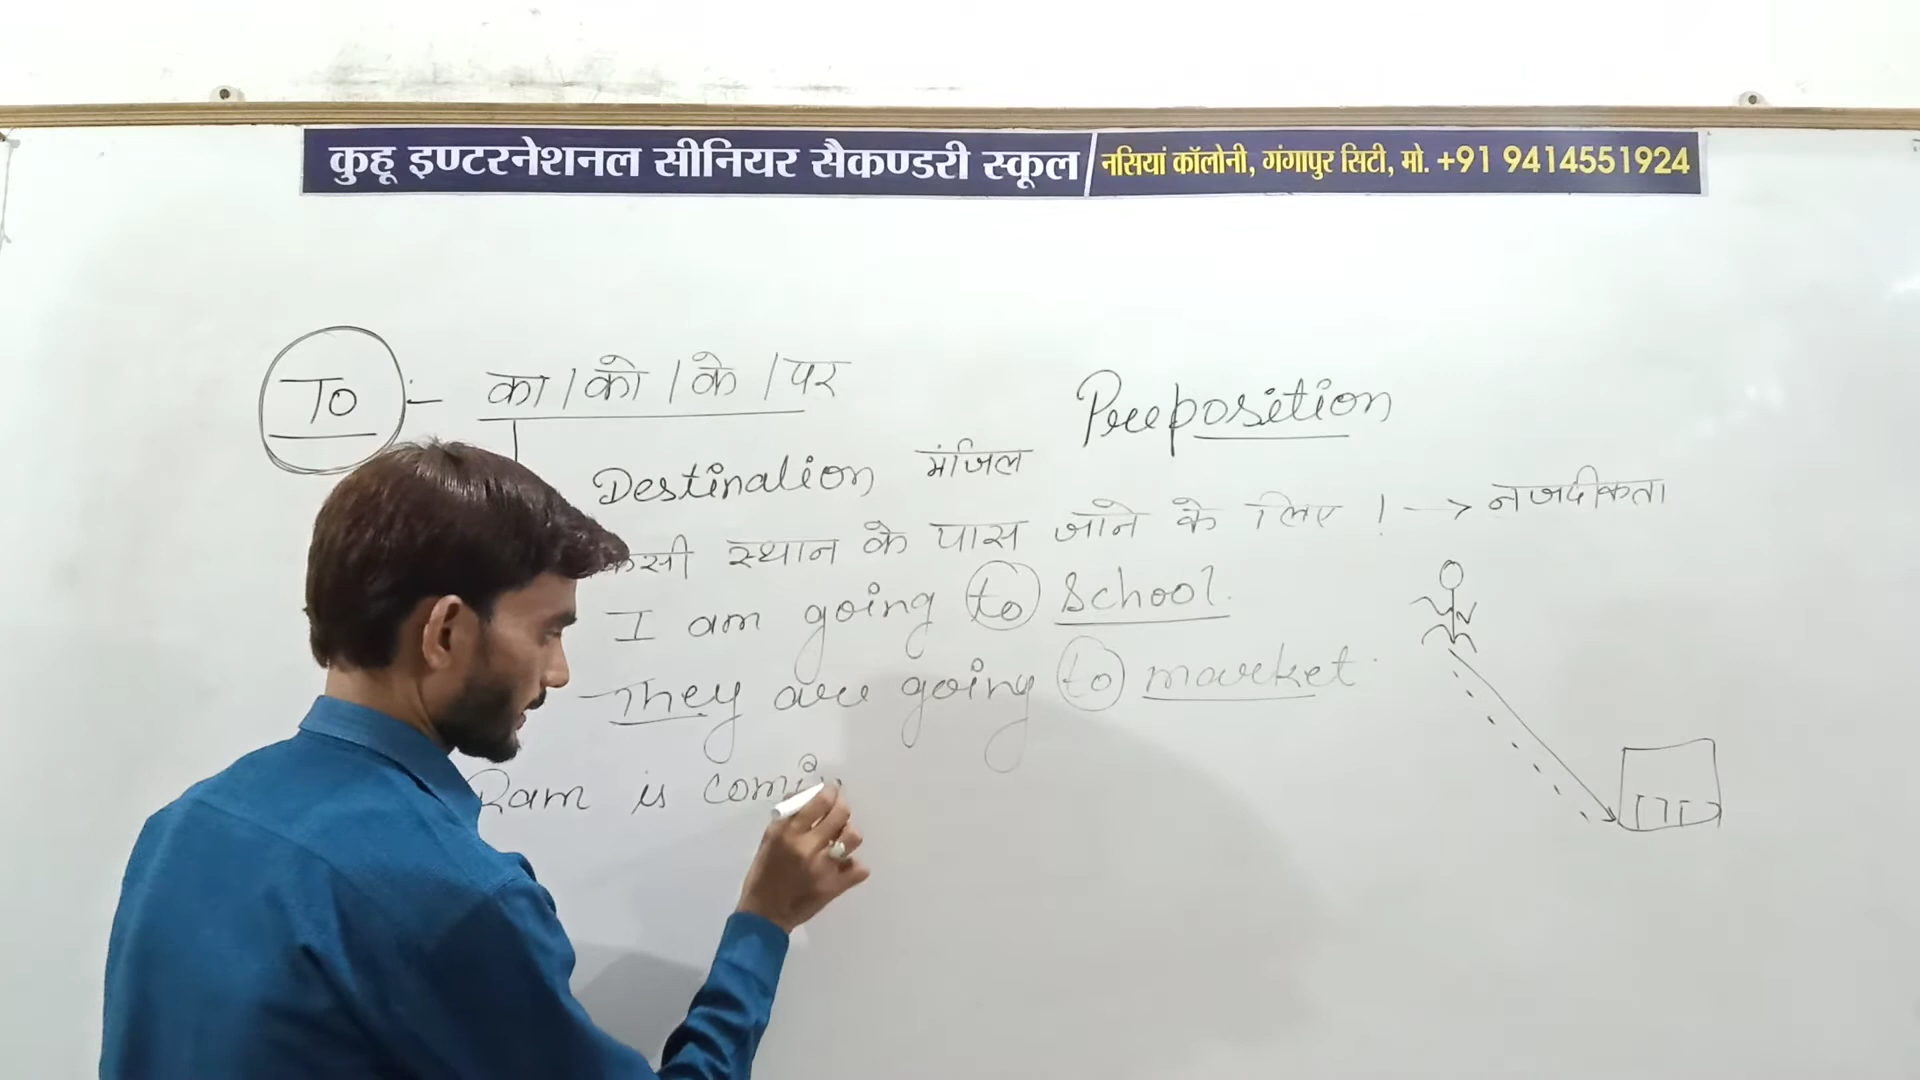 कुहू इण्टरनेशनल सीनियर सैकण्डरी स्कूल नसियां कॉलोनी, गंगापुर सिटी, मो. +91 9414551924
To :- का / को / के / पर
Preposition
Destination मंजिल
स्थान के पास जाने के लिए । → नजदीकता
I am going to School.
They are going to market.
Ram is